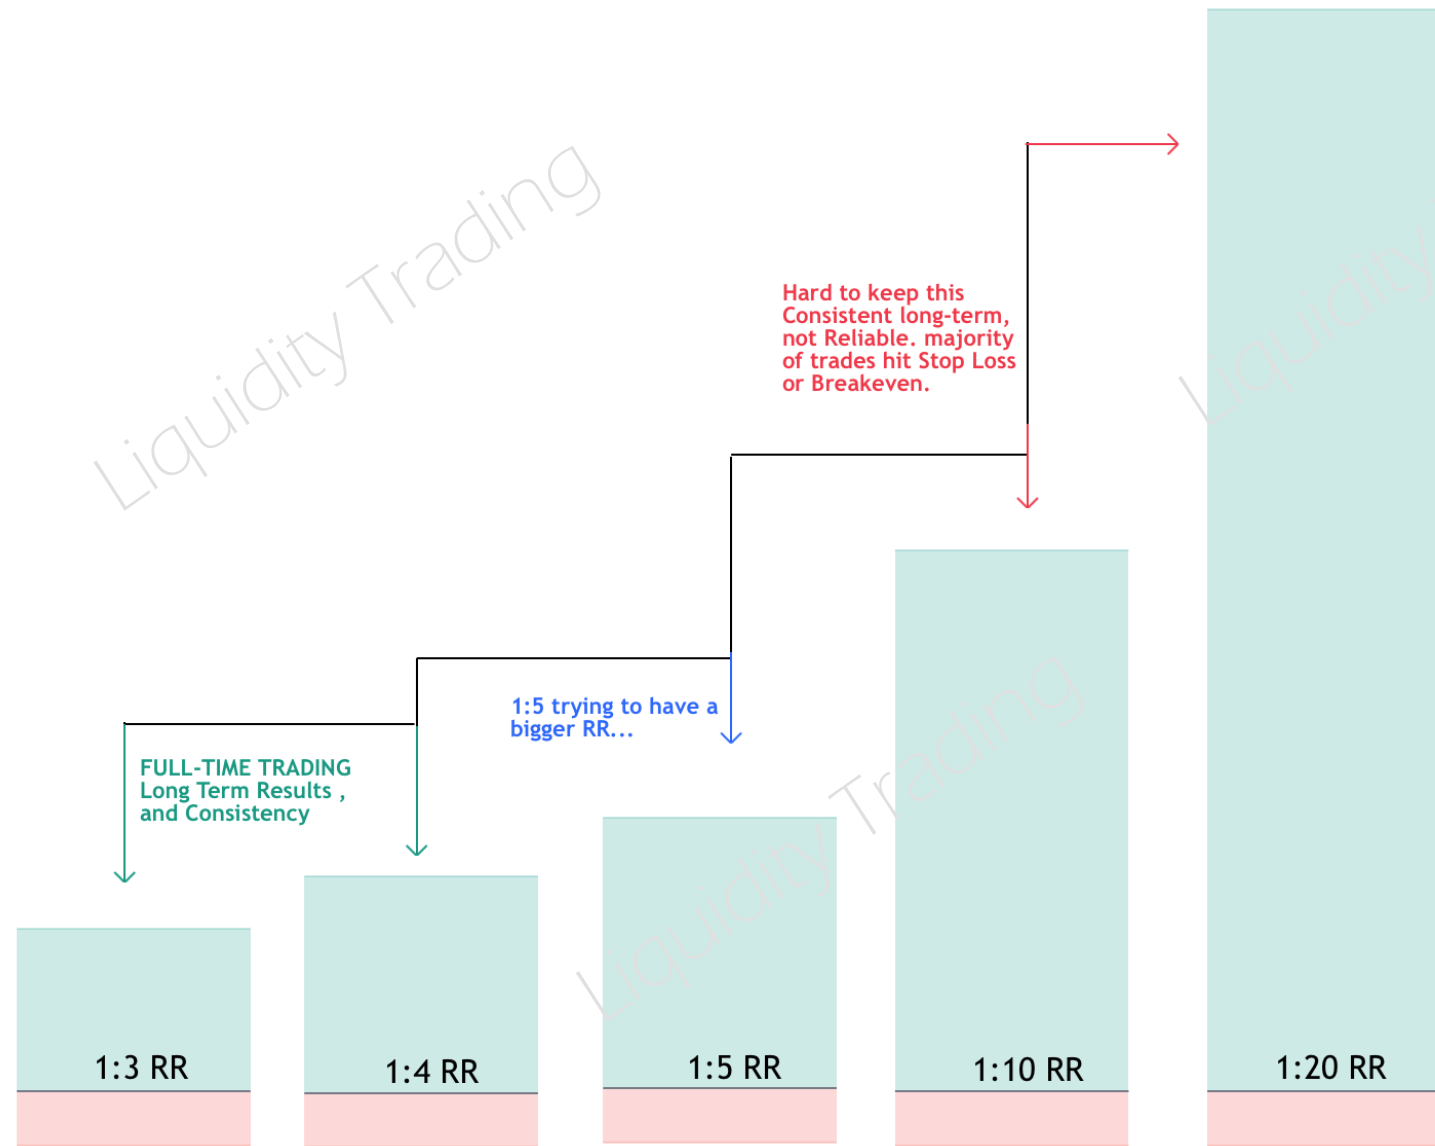 Liquidity Trading
Liquidity
Hard to keep this
Consistent long-term,
not Reliable. majority
of trades hit Stop Loss
or Breakeven.
1:5 trying to have a
bigger RR...
FULL-TIME TRADING
Long Term Results ,
and Consistency
Liquidity Trading
1:3 RR
1:4 RR
1:5 RR
1:10 RR
1:20 RR